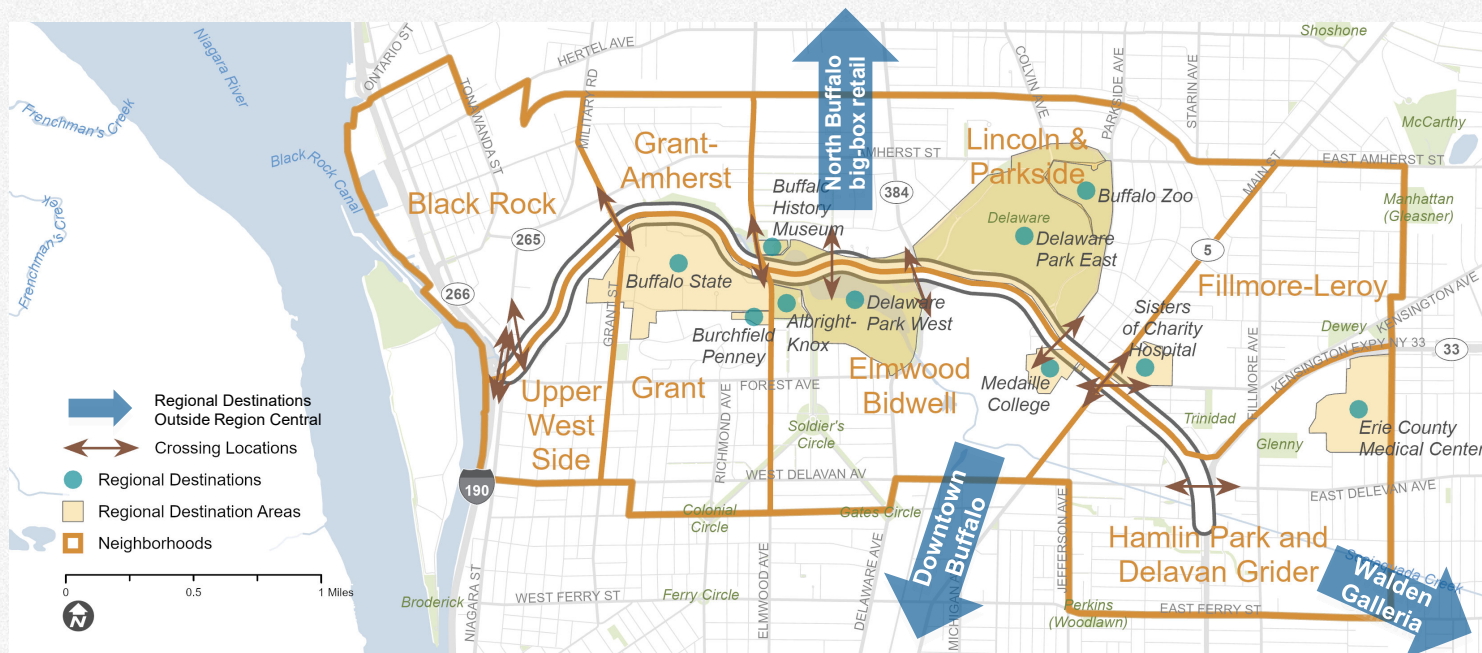 Shoshone
ONTARIO ST
HERTEL AVE
Niagara River
TONAWANDA ST
MILITARY RD
North Buffalo
big-box retail
COLVIN AVE
PARKSIDE AVE
STARIN AVE
Frenchman's Creek
McCarthy
Black Rock Canal
Grant-
Amherst
Lincoln &
Parkside
MHERST ST
EAST AMHERST ST
MAIN ST
384
Buffalo
History
Museum
Buffalo Zoo
Manhattan
(Gleasner)
Black Rock
Delaware
Delaware
Park East
265
5
Frenchman's Creek
Buffalo State
Fillmore-Leroy
266
GRANT ST
Albright-
Knox
Delaware
Park West
Sisters
of Charity
Hospital
Burchfield
Penney
Dewey
KENSINGTON AVE
KENSINGTON EXPY NY 33
33
Elmwood
Bidwell
Medaille
College
FILLMORE AVE
Upper
West
Side
Grant
FOREST AVE
Regional Destinations
Outside Region Central
Crossing Locations
Regional Destinations
Regional Destination Areas
Neighborhoods
RICHMOND AVE
Soldier's
Circle
Trinidad
Glenny
Erie County
Medical Center
WEST DELAVAN AV
190
EAST DELEVAN AVE
Colonial
Circle
Gates Circle
Downtown
Buffalo
JEFFERSON AVE
Hamlin Park and
Delavan Grider
Walden
Galleria
0
0.5
1 Miles
N
Broderick
NIAGARA ST
WEST FERRY ST
Ferry Circle
ELMWOOD AVE
DELAWARE AVE
MICHIGAN A
Perkins
(Woodlawn)
EAST FERRY ST